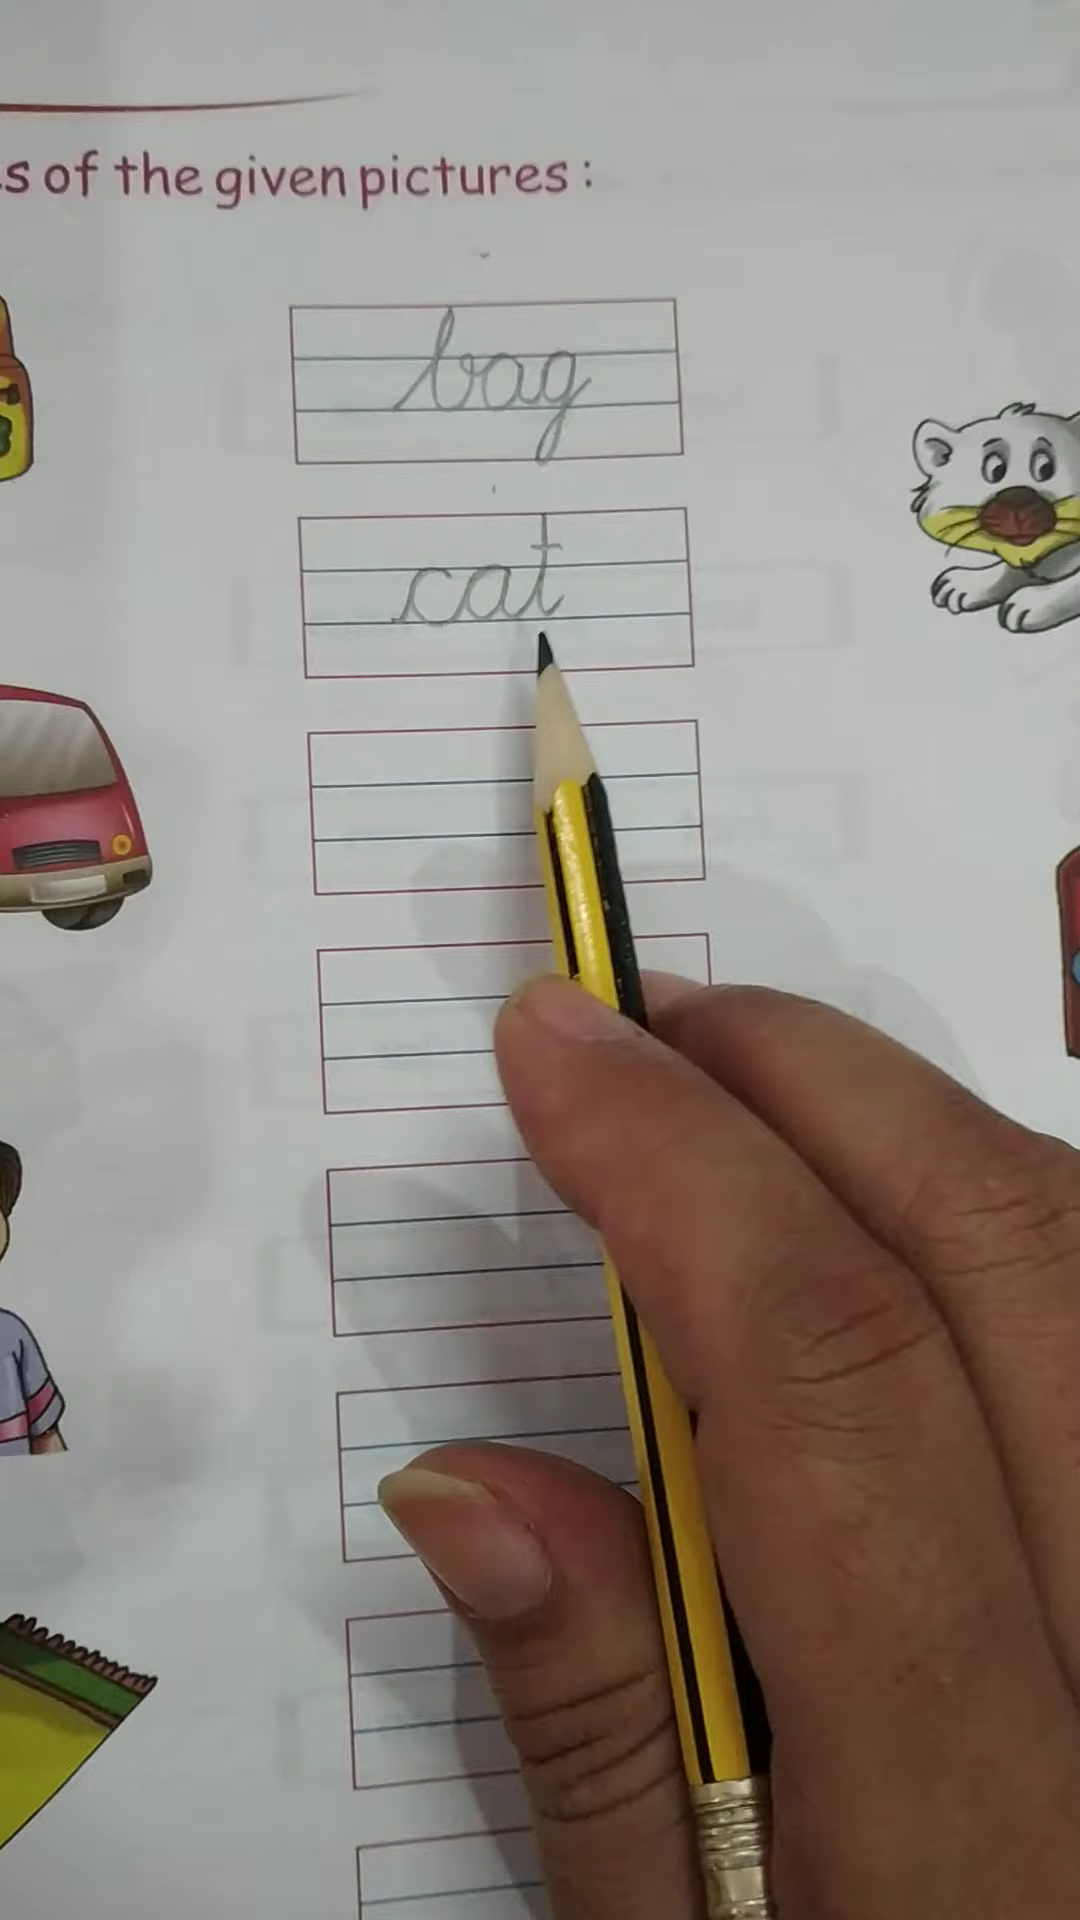 of the given pictures :
bag
cat